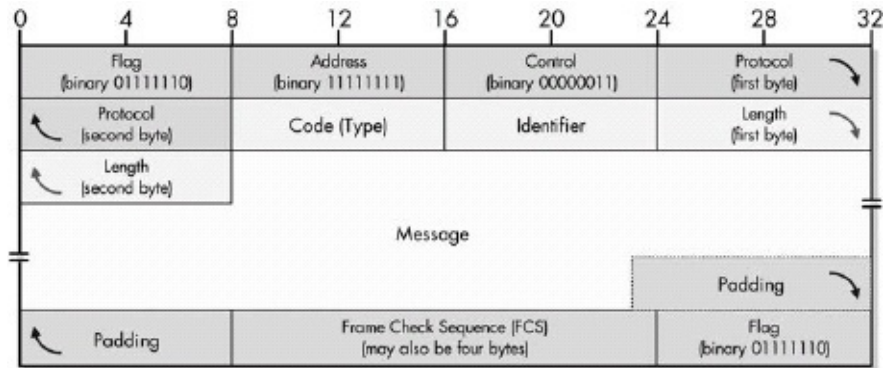 0 4 8 12 16 20 24 28 32
Flag Address Control Protocol
(binary 01111110) (binary 11111111) (binary 00000011) (first byte)
Protocol Code (Type) Identifier Length
(second byte) (first byte)
Length
(second byte)
Message
Padding
Padding Frame Check Sequence (FCS) Flag
(may also be four bytes) (binary 01111110)